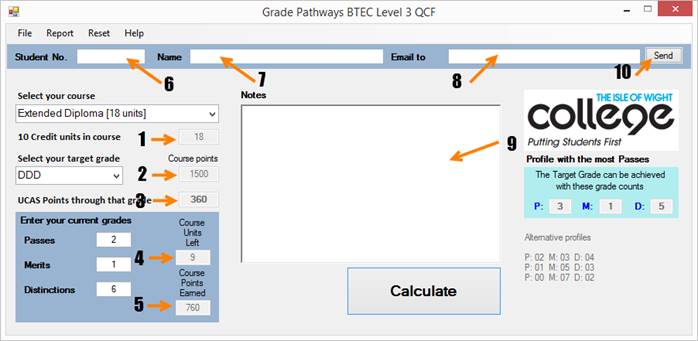 Grade Pathways BTEC Level 3 QCF
File Report Reset Help
Student No. Name Email to Send
6 7 8 10
Select your course
Extended Diploma [18 units]
10 Credit units in course 1 18
Select your target grade Course points
DDD 2 1500
UCAS Points through that grade 3 360
Enter your current grades
Passes 2
Merits 1
Distinctions 6
Course
Units
Left
4 9
Course
Points
Earned
5 760
Notes
9
Calculate
THE ISLE OF WIGHT
college
Putting Students First
Profile with the most Passes
The Target Grade can be achieved
with these grade counts
P: 3 M: 1 D: 5
Alternative profiles
P: 02 M: 03 D: 04
P: 01 M: 05 D: 03
P: 00 M: 07 D: 02